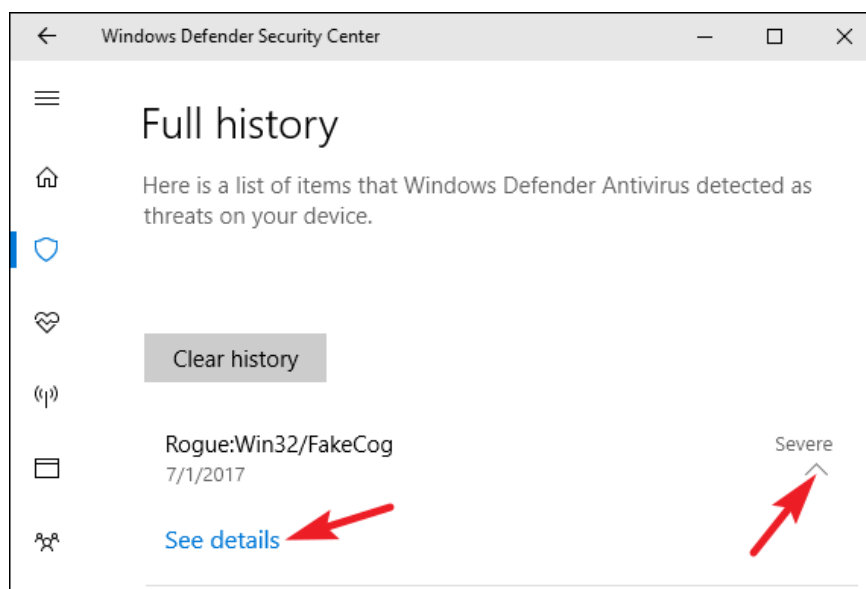 Windows Defender Security Center
Full history
Here is a list of items that Windows Defender Antivirus detected as
threats on your device.
Clear history
Rogue:Win32/FakeCog
Severe
7/1/2017
See details